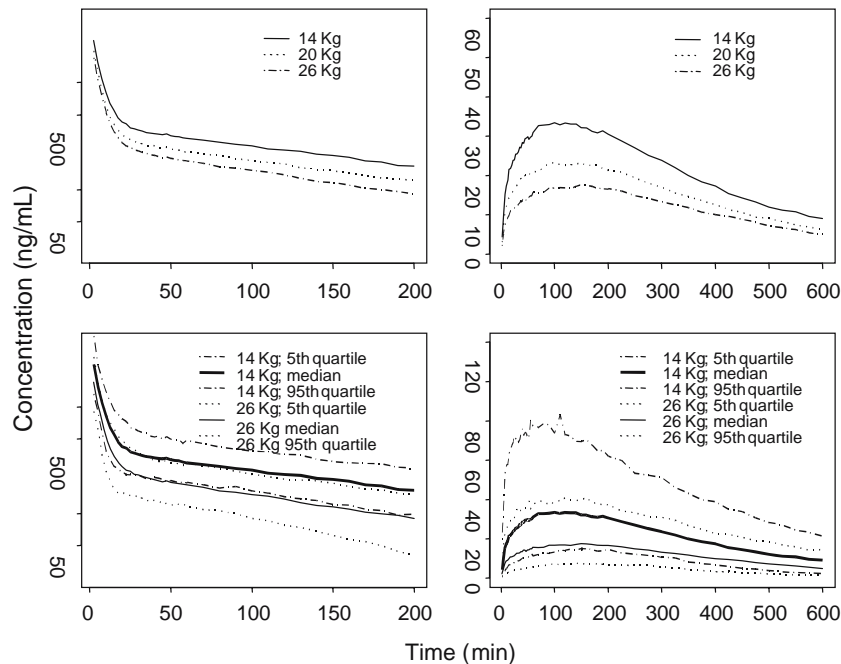 14 Kg
20 Kg
26 Kg
500
50
0 50 100 150 200
14 Kg
20 Kg
26 Kg
60
60
40
30
20
10
0
0 100 200 300 400 500 600
Concentration (ng/mL)
14 Kg; 5th quartile
14 Kg; median
14 Kg; 95th quartile
26 Kg; 5th quartile
26 Kg median
26 Kg 95th quartile
500
50
0 50 100 150 200
14 Kg; 5th quartile
14 Kg; median
14 Kg; 95th quartile
26 Kg; 5th quartile
26 Kg; median
26 Kg; 95th quartile
120
80
60
40
20
0
0 100 200 300 400 500 600
Time (min)